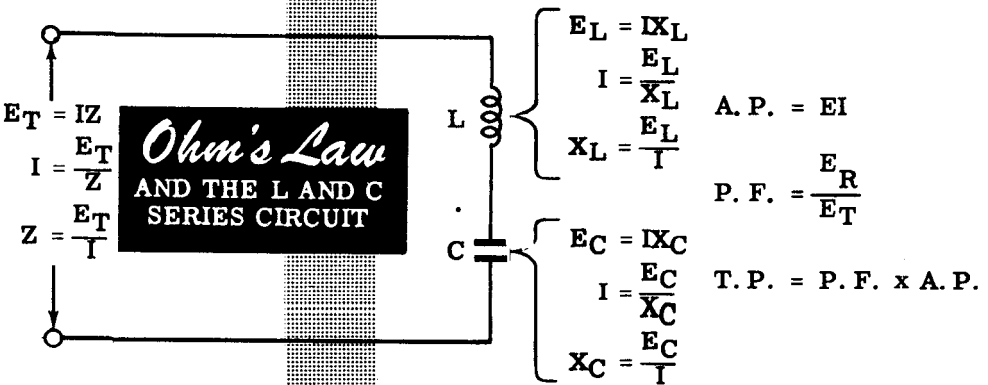 E_T = IZ
I = E_T/Z
Z = E_T/I
Ohm's Law
AND THE L AND C
SERIES CIRCUIT
L
C
E_L = IX_L
I = E_L/X_L
X_L = E_L/I
E_C = IX_C
I = E_C/X_C
X_C = E_C/I
A.P. = EI
P.F. = E_R/E_T
T.P. = P.F. x A.P.